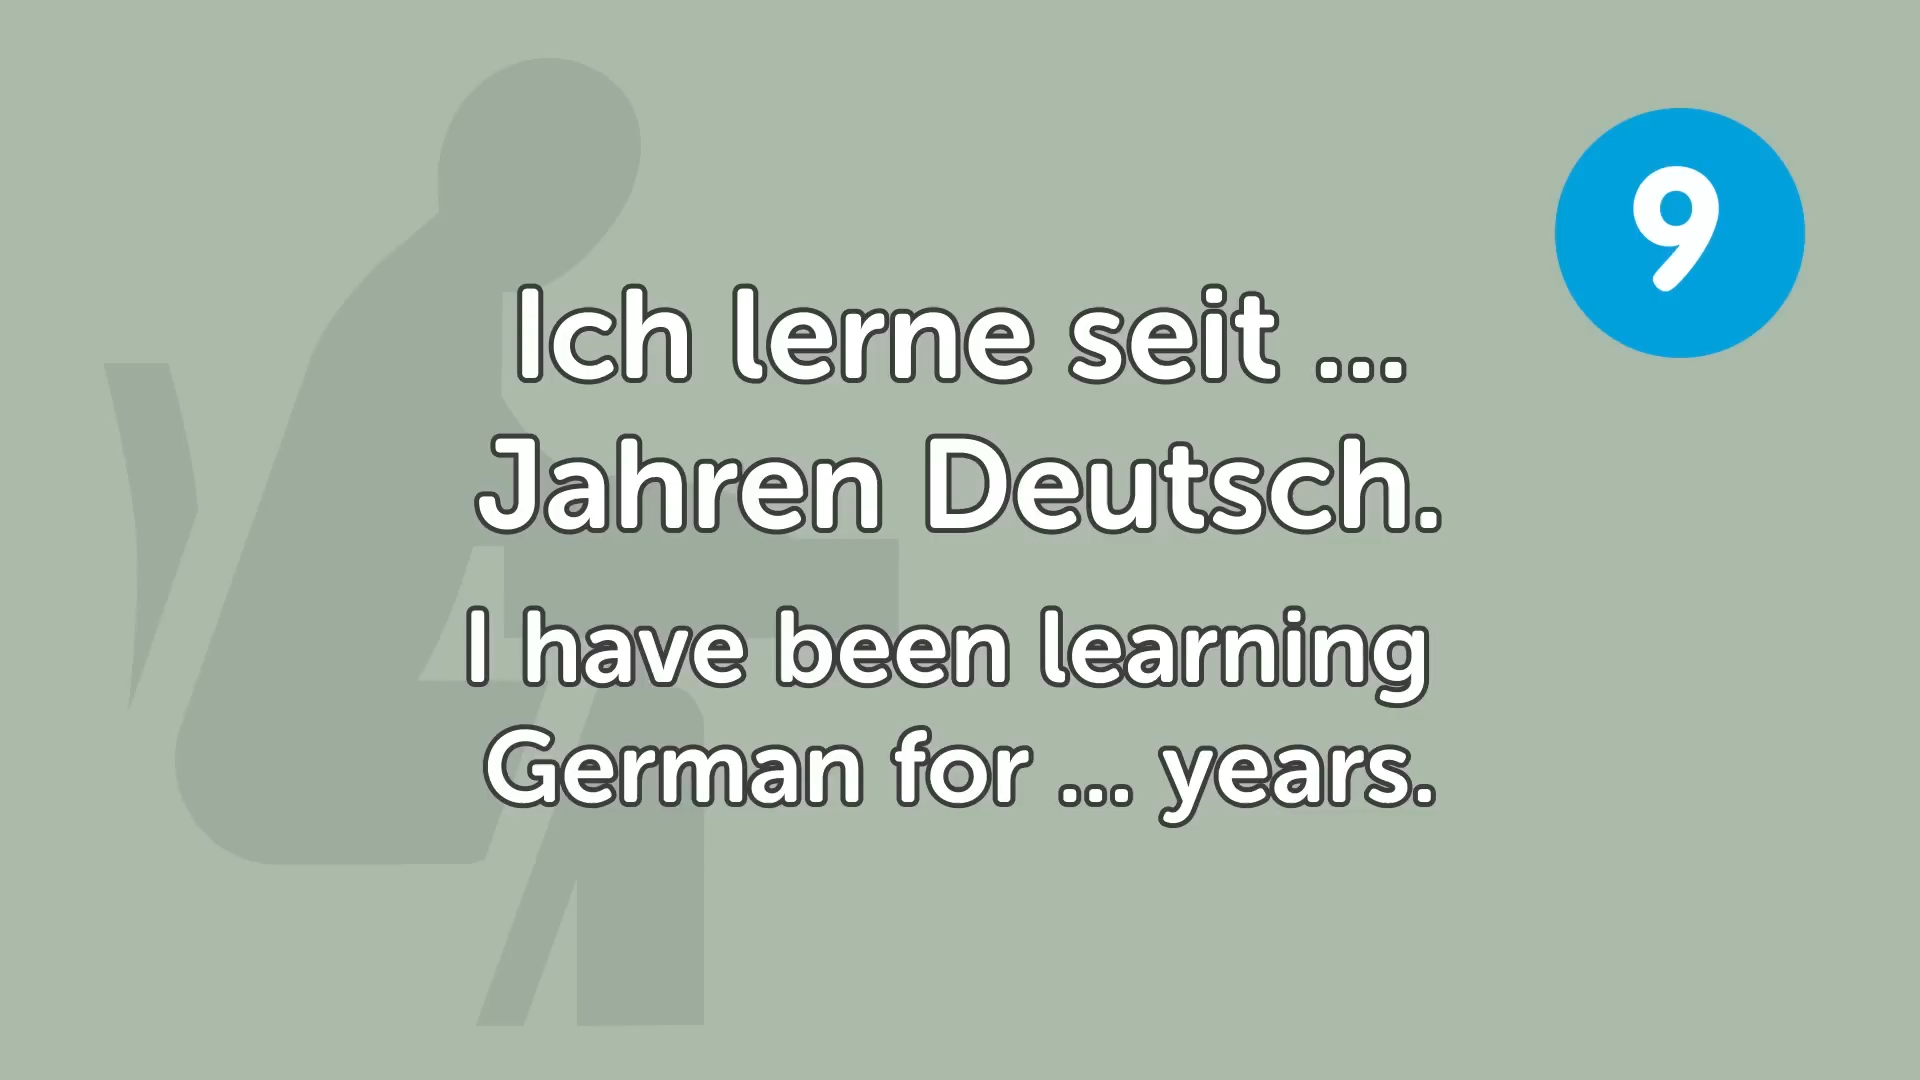 9
Ich lerne seit ...
Jahren Deutsch.
I have been learning
German for ... years.